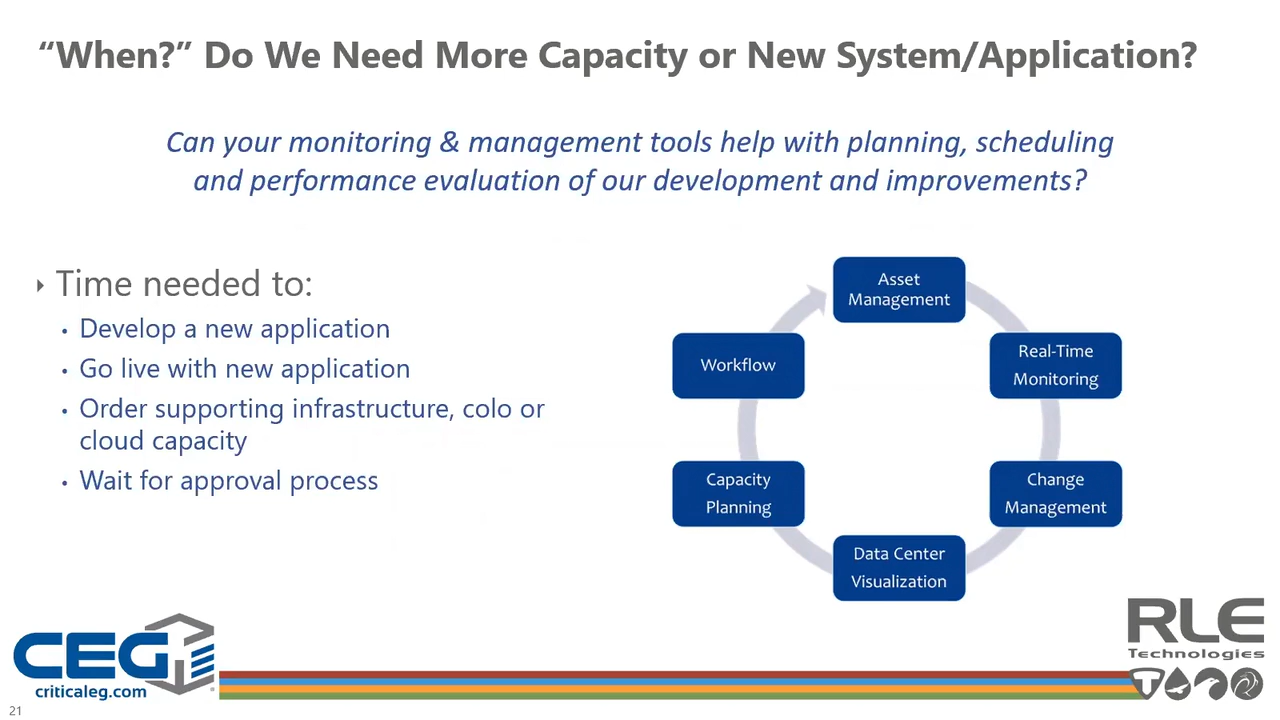 “When?” Do We Need More Capacity or New System/Application?
Can your monitoring & management tools help with planning, scheduling
and performance evaluation of our development and improvements?
Time needed to:
• Develop a new application
• Go live with new application
• Order supporting infrastructure, colo or
cloud capacity
• Wait for approval process
Asset
Management
Real-Time
Monitoring
Change
Management
Data Center
Visualization
Capacity
Planning
Workflow
CEG
criticaleg.com
RLE
Technologies
21